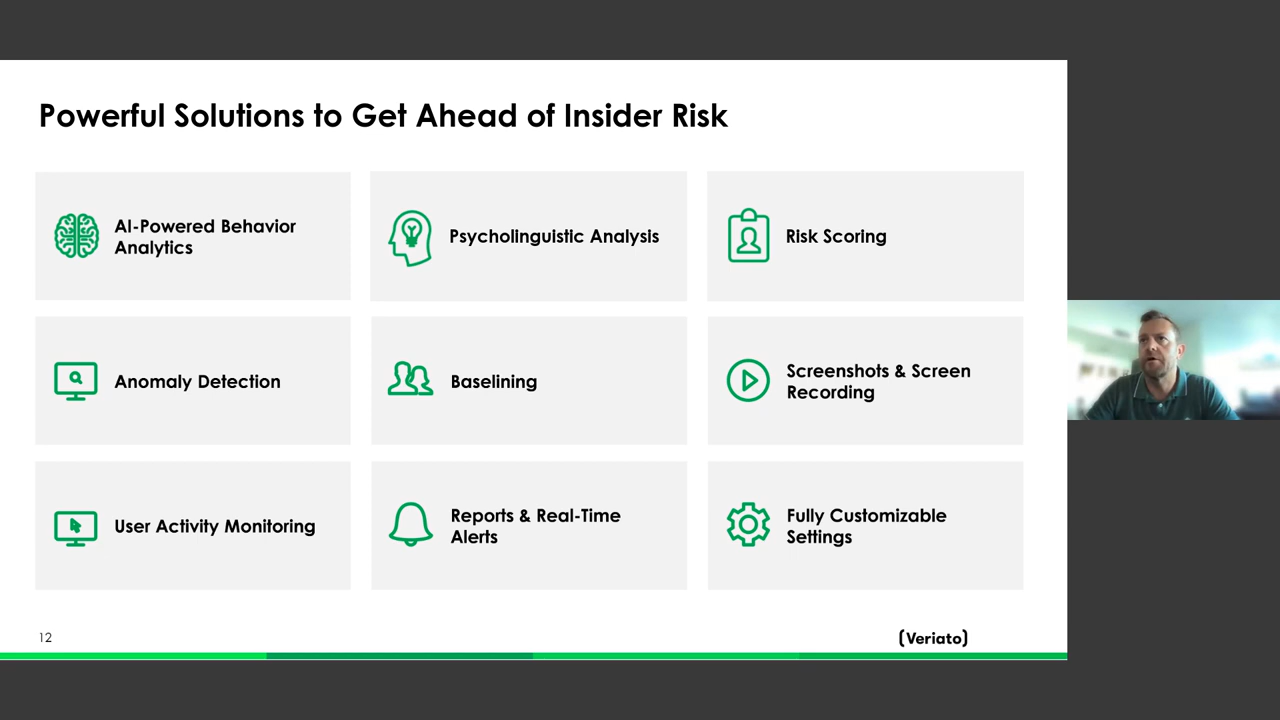 Powerful Solutions to Get Ahead of Insider Risk
AI-Powered Behavior
Analytics
Psycholinguistic Analysis
Risk Scoring
Anomaly Detection
Baselining
Screenshots & Screen
Recording
User Activity Monitoring
Reports & Real-Time
Alerts
Fully Customizable
Settings
12
(Veriato)